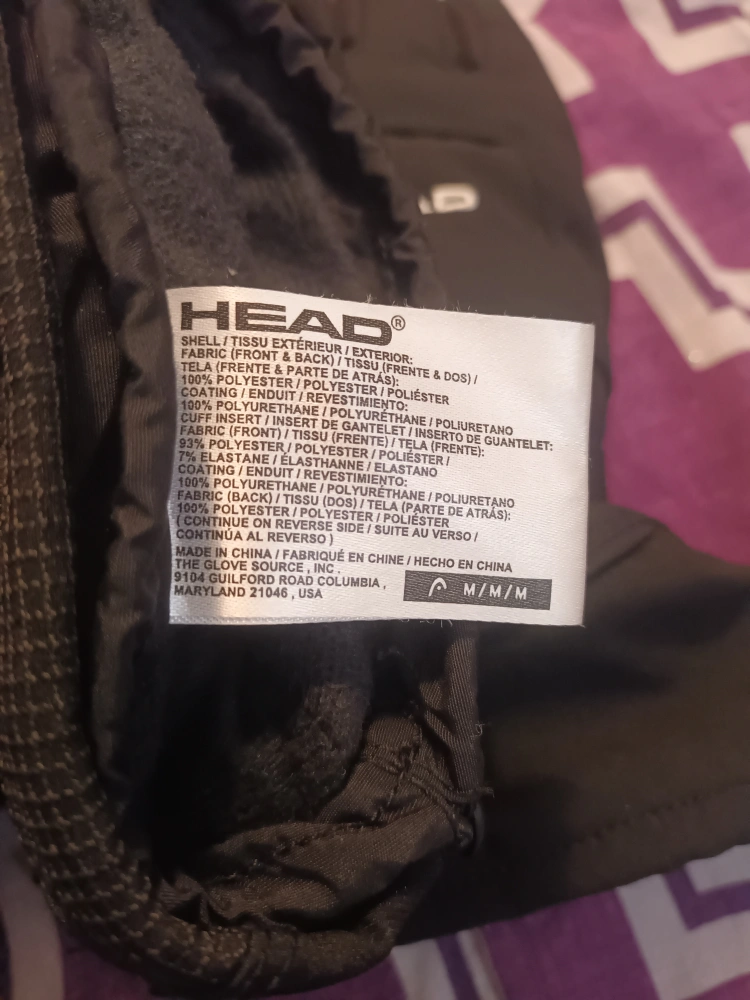 HEAD®
SHELL / TISSU EXTÉRIEUR / EXTERIOR:
FABRIC (FRONT & BACK) / TISSU (FRENTE & DOS) /
TELA (FRENTE & PARTE DE ATRÁS):
100% POLYESTER / POLYESTER / POLIÉSTER
COATING / ENDUIT / REVESTIMIENTO:
100% POLYURETHANE / POLYURÉTHANE / POLIURETANO
CUFF INSERT / INSERT DE GANTELET / INSERTO DE GUANTELET:
FABRIC (FRONT) / TISSU (FRENTE) / TELA (FRENTE):
93% POLYESTER / POLYESTER / POLIÉSTER /
7% ELASTANE / ÉLASTHANNE / ELASTANO
COATING / ENDUIT / REVESTIMIENTO:
100% POLYURETHANE / POLYURÉTHANE / POLIURETANO
FABRIC (BACK) / TISSU (DOS) / TELA (PARTE DE ATRÁS):
100% POLYESTER / POLYESTER / POLIÉSTER
( CONTINUE ON REVERSE SIDE / SUITE AU VERSO /
CONTINÚA AL REVERSO )
MADE IN CHINA / FABRIQUÉ EN CHINE / HECHO EN CHINA
THE GLOVE SOURCE , INC .
9104 GUILFORD ROAD COLUMBIA ,
MARYLAND 21046 , USA
M/M/M